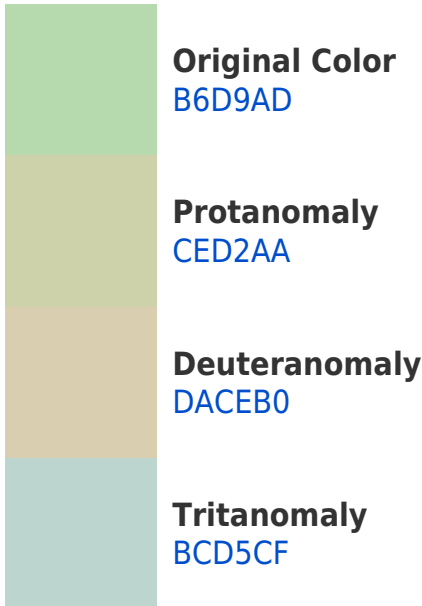 Original Color
B6D9AD
Protanomaly
CED2AA
Deuteranomaly
DACEB0
Tritanomaly
BCD5CF